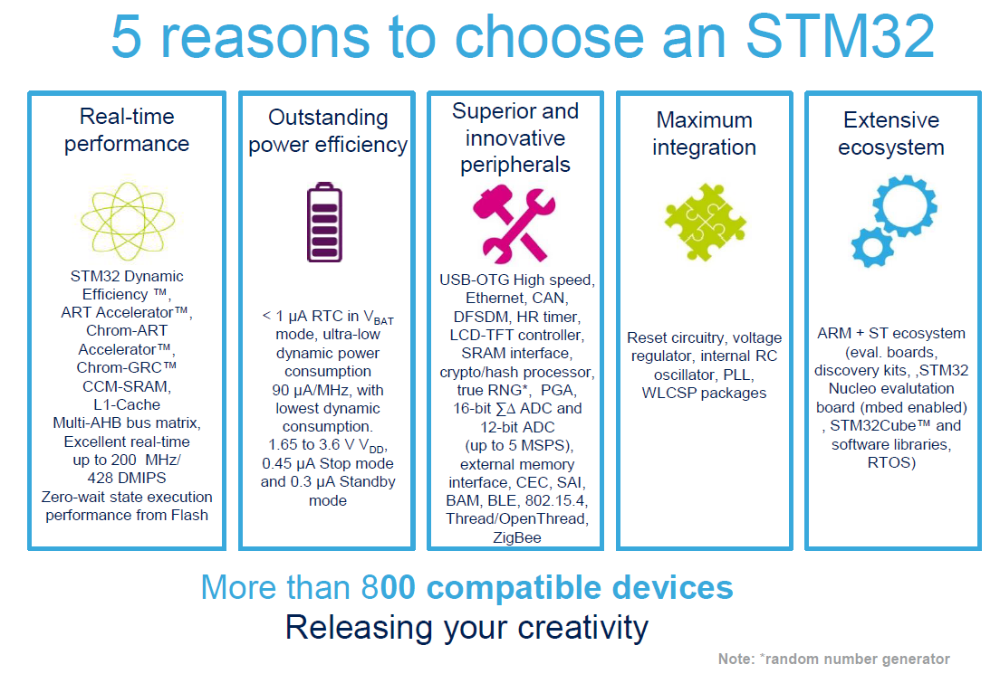 5 reasons to choose an STM32
Real-time
performance
STM32 Dynamic
Efficiency ™,
ART Accelerator™,
Chrom-ART
Accelerator™,
Chrom-GRC™
CCM-SRAM,
L1-Cache
Multi-AHB bus matrix,
Excellent real-time
up to 200 MHz/
428 DMIPS
Zero-wait state execution
performance from Flash
Outstanding
power efficiency
< 1 µA RTC in VBAT
mode, ultra-low
dynamic power
consumption
90 µA/MHz, with
lowest dynamic
consumption.
1.65 to 3.6 V VDD,
0.45 µA Stop mode
and 0.3 µA Standby
mode
Superior and
innovative
peripherals
USB-OTG High speed,
Ethernet, CAN,
DFSDM, HR timer,
LCD-TFT controller,
SRAM interface,
crypto/hash processor,
true RNG*, PGA,
16-bit ∑∆ ADC and
12-bit ADC
(up to 5 MSPS),
external memory
interface, CEC, SAI,
BAM, BLE, 802.15.4,
Thread/OpenThread,
ZigBee
Maximum
integration
Reset circuitry, voltage
regulator, internal RC
oscillator, PLL,
WLCSP packages
Extensive
ecosystem
ARM + ST ecosystem
(eval. boards,
discovery kits, ,STM32
Nucleo evalutation
board (mbed enabled)
, STM32Cube™ and
software libraries,
RTOS)
More than 800 compatible devices
Releasing your creativity
Note: *random number generator